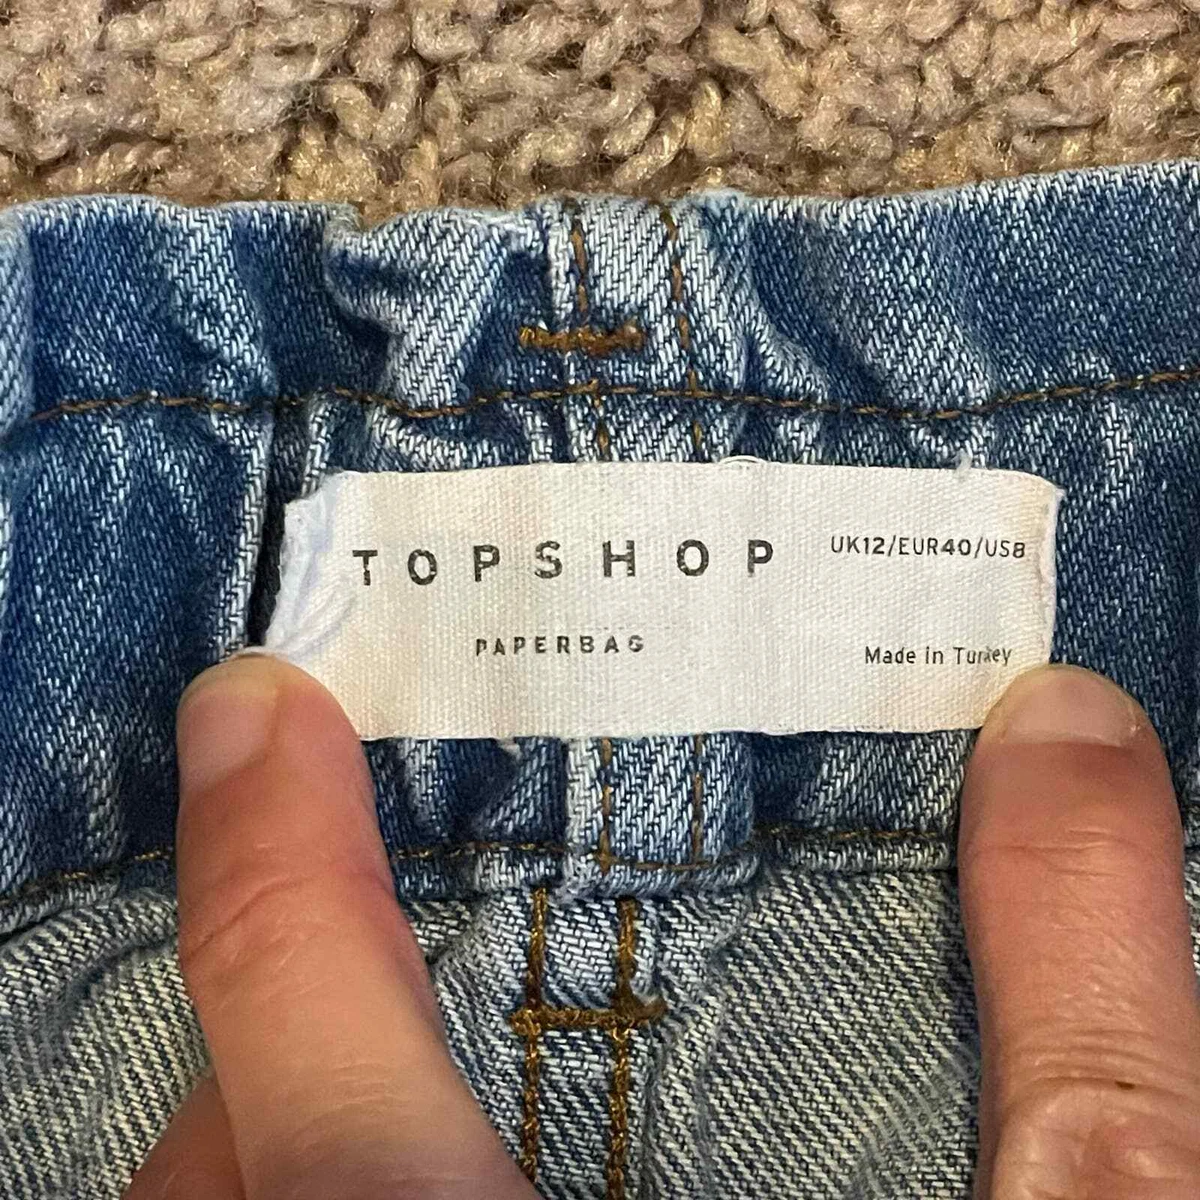 TOPSHOP
UK12/EUR40/US8
PAPERBAG
Made in Turkey